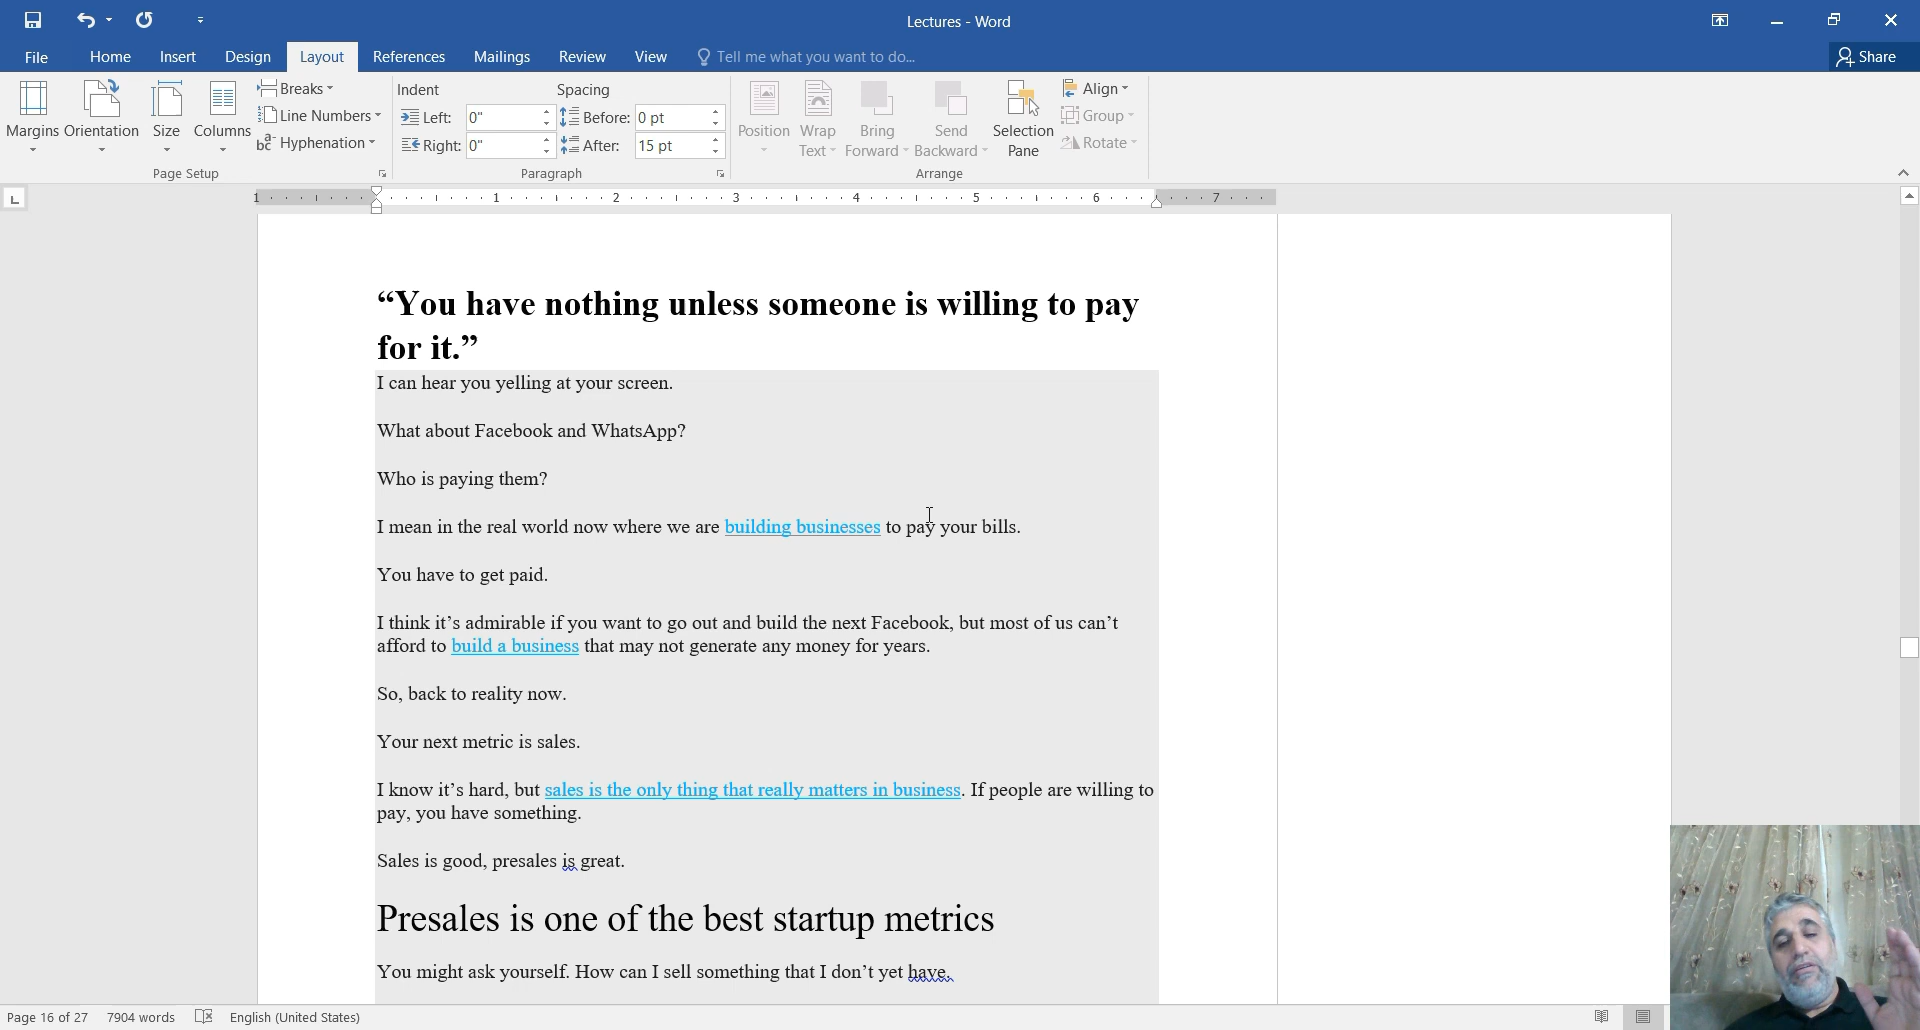 Lectures - Word
File Home Insert Design Layout References Mailings Review View Tell me what you want to do... Share
Margins Orientation Size Columns Breaks Line Numbers Hyphenation
Page Setup
Indent Spacing
Left: 0" Before: 0 pt
Right: 0" After: 15 pt
Paragraph
Position Wrap Text Bring Forward Send Backward Selection Pane Align Group Rotate
Arrange
1 1 2 3 4 5 6 7
“You have nothing unless someone is willing to pay
for it.”
I can hear you yelling at your screen.
What about Facebook and WhatsApp?
Who is paying them?
I mean in the real world now where we are building businesses to pay your bills.
You have to get paid.
I think it’s admirable if you want to go out and build the next Facebook, but most of us can’t
afford to build a business that may not generate any money for years.
So, back to reality now.
Your next metric is sales.
I know it’s hard, but sales is the only thing that really matters in business. If people are willing to
pay, you have something.
Sales is good, presales is great.
Presales is one of the best startup metrics
You might ask yourself. How can I sell something that I don’t yet have.
Page 16 of 27 7904 words English (United States)